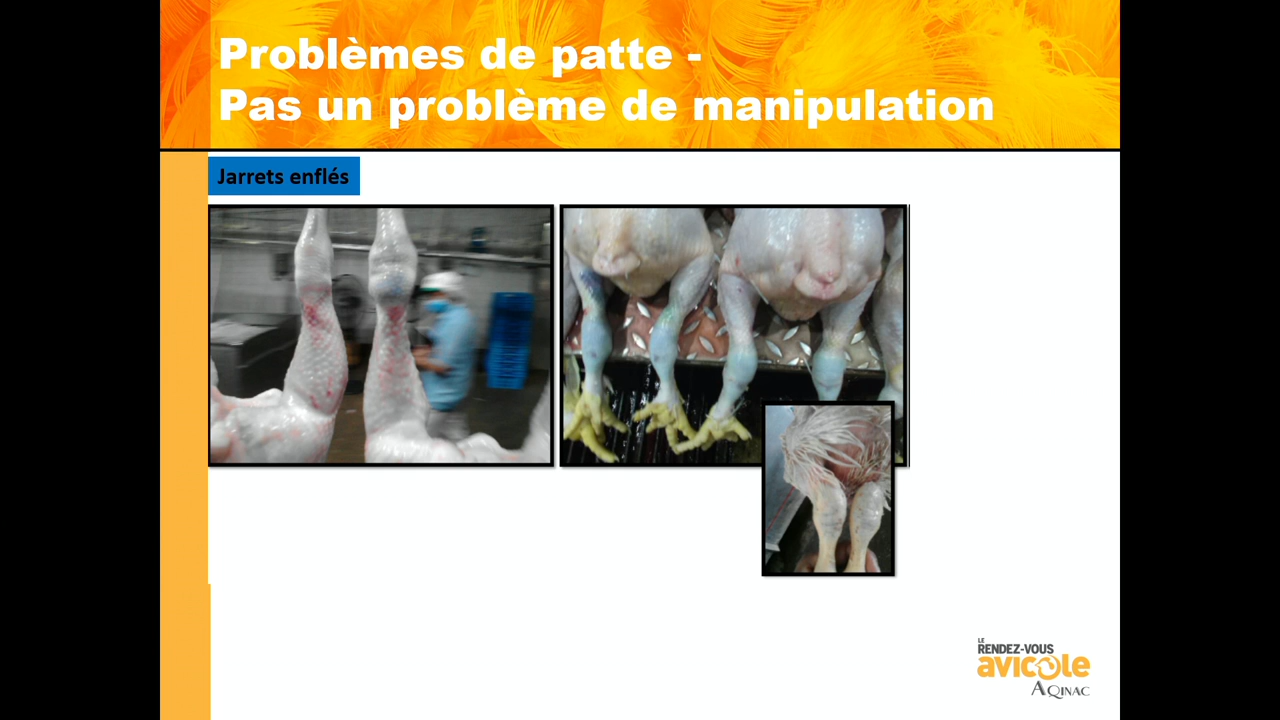 Problèmes de patte -
Pas un problème de manipulation
Jarrets enflés
LE
RENDEZ-VOUS
avicole
AQINAC